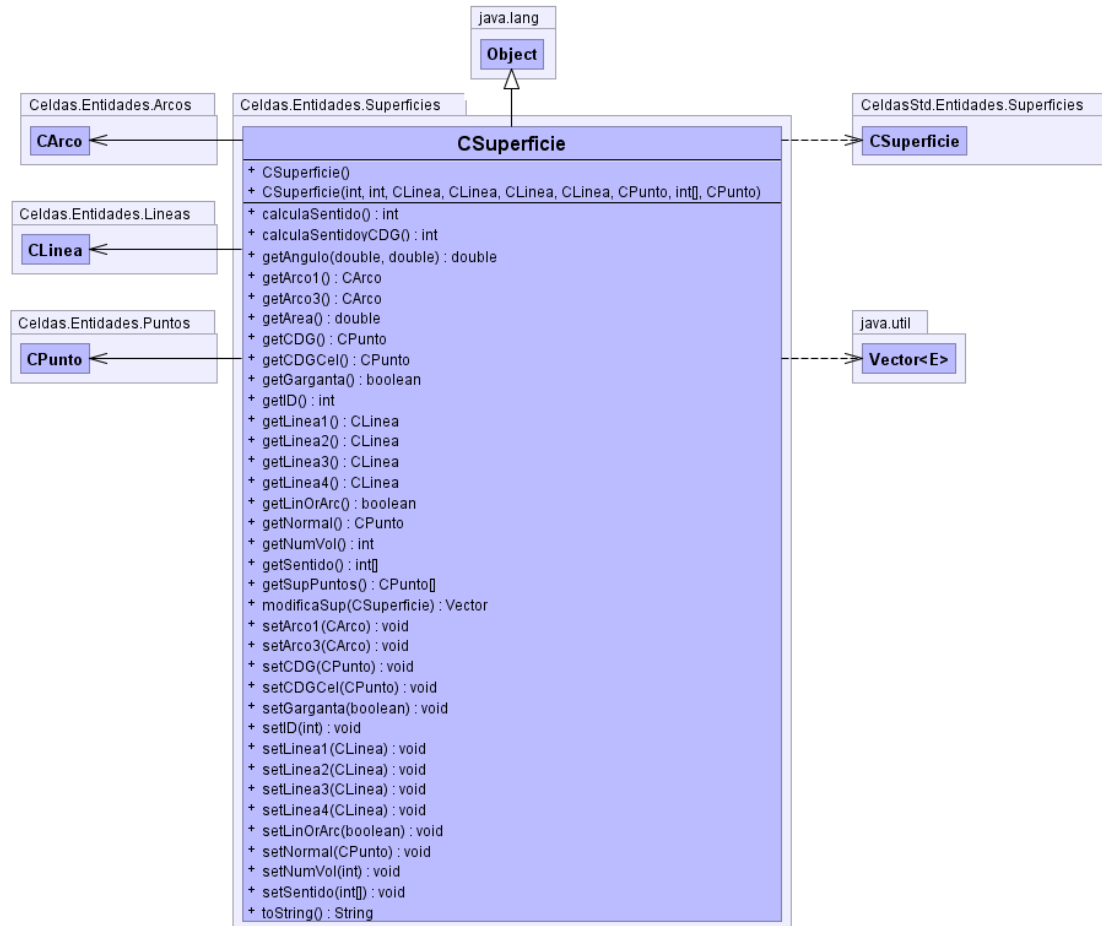 java.lang
Object
Celdas.Entidades.Arcos
CArco
Celdas.Entidades.Lineas
CLinea
Celdas.Entidades.Puntos
CPunto
Celdas.Entidades.Superficies
CSuperficie
+ CSuperficie()
+ CSuperficie(int, int, CLinea, CLinea, CLinea, CLinea, CPunto, int[], CPunto)
+ calculaSentido() : int
+ calculaSentidoyCDG() : int
+ getAngulo(double, double) : double
+ getArco1() : CArco
+ getArco3() : CArco
+ getArea() : double
+ getCDG() : CPunto
+ getCDGCel() : CPunto
+ getGarganta() : boolean
+ getID() : int
+ getLinea1() : CLinea
+ getLinea2() : CLinea
+ getLinea3() : CLinea
+ getLinea4() : CLinea
+ getLinOrArc() : boolean
+ getNormal() : CPunto
+ getNumVol() : int
+ getSentido() : int[]
+ getSupPuntos() : CPunto[]
+ modificaSup(CSuperficie) : Vector
+ setArco1(CArco) : void
+ setArco3(CArco) : void
+ setCDG(CPunto) : void
+ setCDGCel(CPunto) : void
+ setGarganta(boolean) : void
+ setID(int) : void
+ setLinea1(CLinea) : void
+ setLinea2(CLinea) : void
+ setLinea3(CLinea) : void
+ setLinea4(CLinea) : void
+ setLinOrArc(boolean) : void
+ setNormal(CPunto) : void
+ setNumVol(int) : void
+ setSentido(int[]) : void
+ toString() : String
CeldasStd.Entidades.Superficies
CSuperficie
java.util
Vector<E>